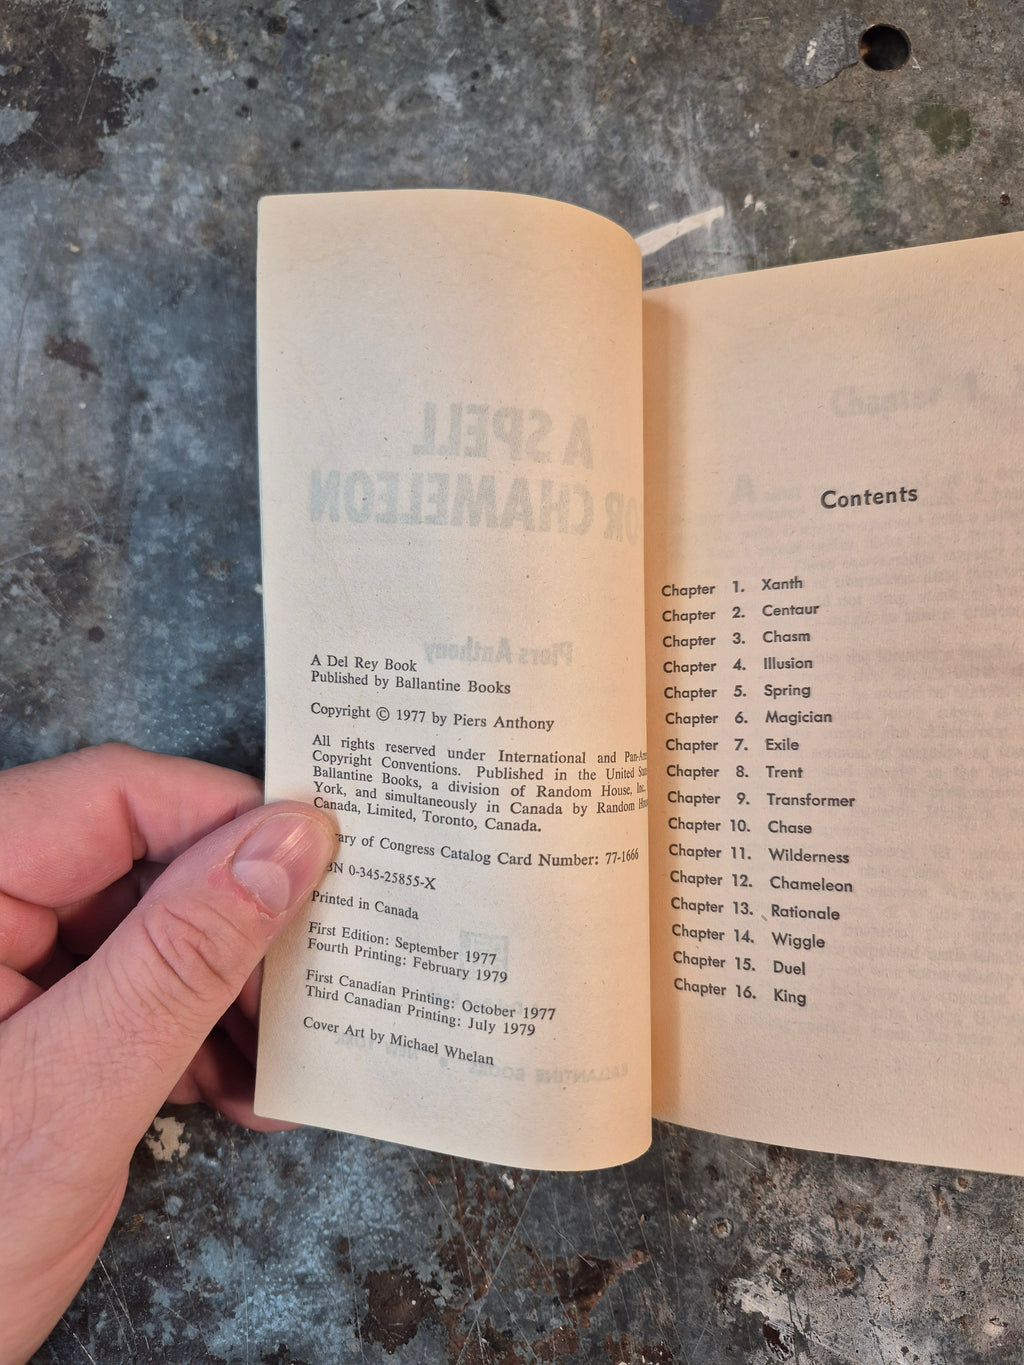 A Del Rey Book
Published by Ballantine Books
Copyright © 1977 by Piers Anthony
All rights reserved under International and
Copyright Conventions. Published in the United
Ballantine Books, a division of Random House, Inc.
York, and simultaneously in Canada by Random
Canada, Limited, Toronto, Canada.
of Congress Catalog Card Number: 77-1666
0-345-25855-X
Printed in Canada
First Edition: September 1977
Fourth Printing: February 1979
First Canadian Printing: October 1977
Third Canadian Printing: July 1979
Cover Art by Michael Whelan
Contents
Chapter 1. Xanth
Chapter 2. Centaur
Chapter 3. Chasm
Chapter 4. Illusion
Chapter 5. Spring
Chapter 6. Magician
Chapter 7. Exile
Chapter 8. Trent
Chapter 9. Transformer
Chapter 10. Chase
Chapter 11. Wilderness
Chapter 12. Chameleon
Chapter 13. Rationale
Chapter 14. Wiggle
Chapter 15. Duel
Chapter 16. King